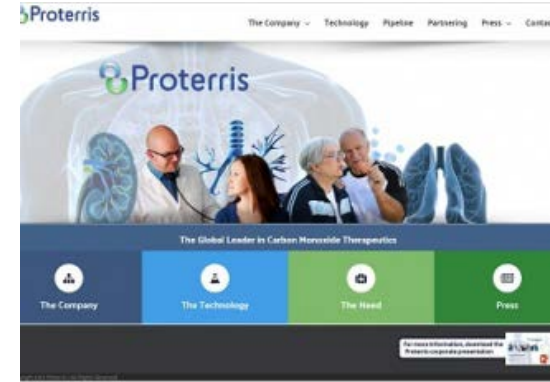 Proterris
The Company Technology Pipeline Partnering Press Contac
Proterris
The Global Leader in Carbon Monoxide Therapeutics
The Company The Technology The Need Press
For more information, download the
Proterris corporate presentation